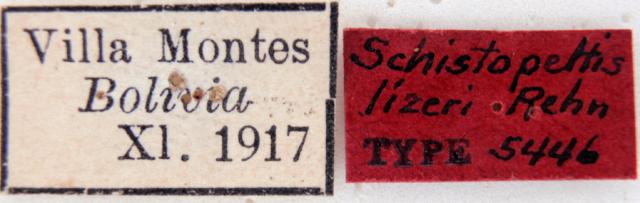 Villa Montes
Bolivia
XI. 1917
Schistopeltis
lizeri Rehn
TYPE 5446